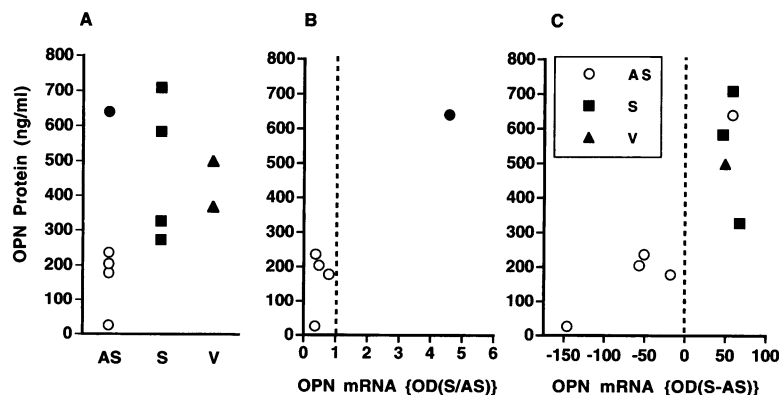 A
B
C
OPN Protein (ng/ml)
800
700
600
500
400
300
200
100
0
AS S V
800
700
600
500
400
300
200
100
0
0 1 2 3 4 5 6
OPN mRNA {OD(S/AS)}
800
700
600
500
400
300
200
100
0
AS
S
V
-150 -100 -50 0 50 100
OPN mRNA {OD(S-AS)}